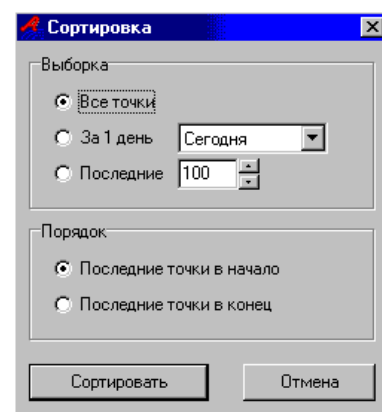 Сортировка
Выборка
Все точки
За 1 день Сегодня
Последние 100
Порядок
Последние точки в начало
Последние точки в конец
Сортировать Отмена